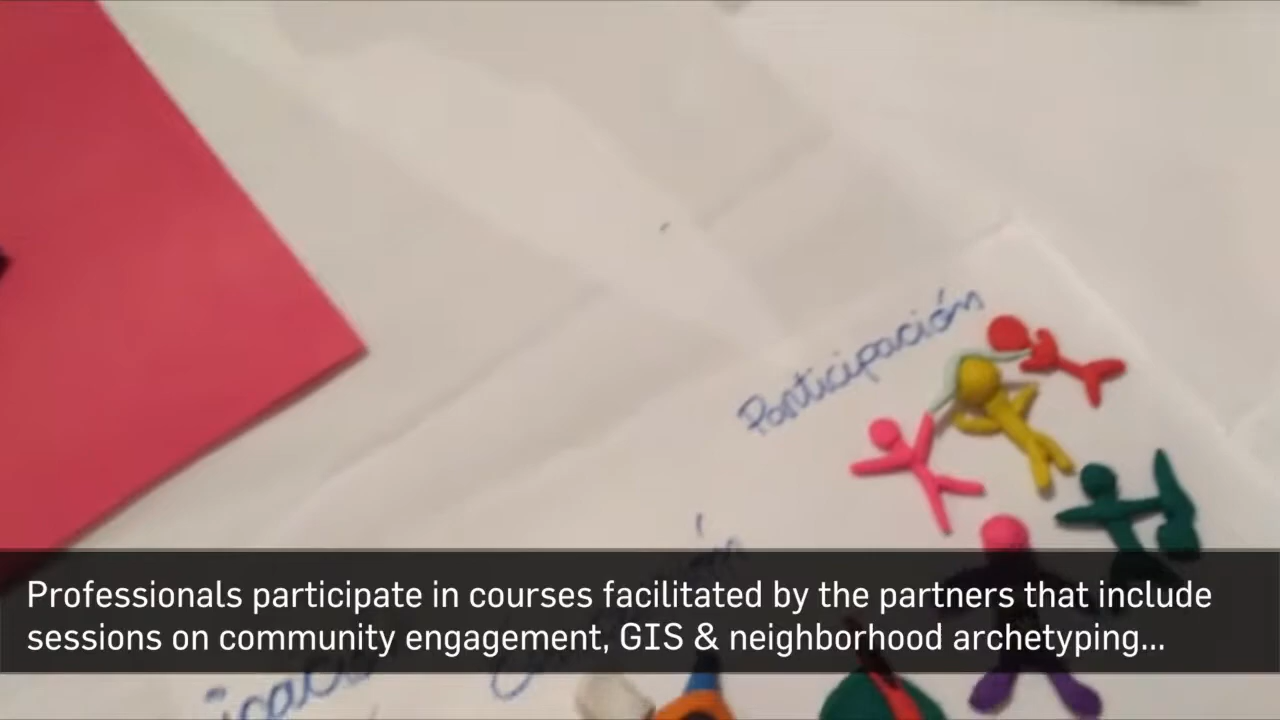 Participación
Professionals participate in courses facilitated by the partners that include
sessions on community engagement, GIS & neighborhood archetyping...